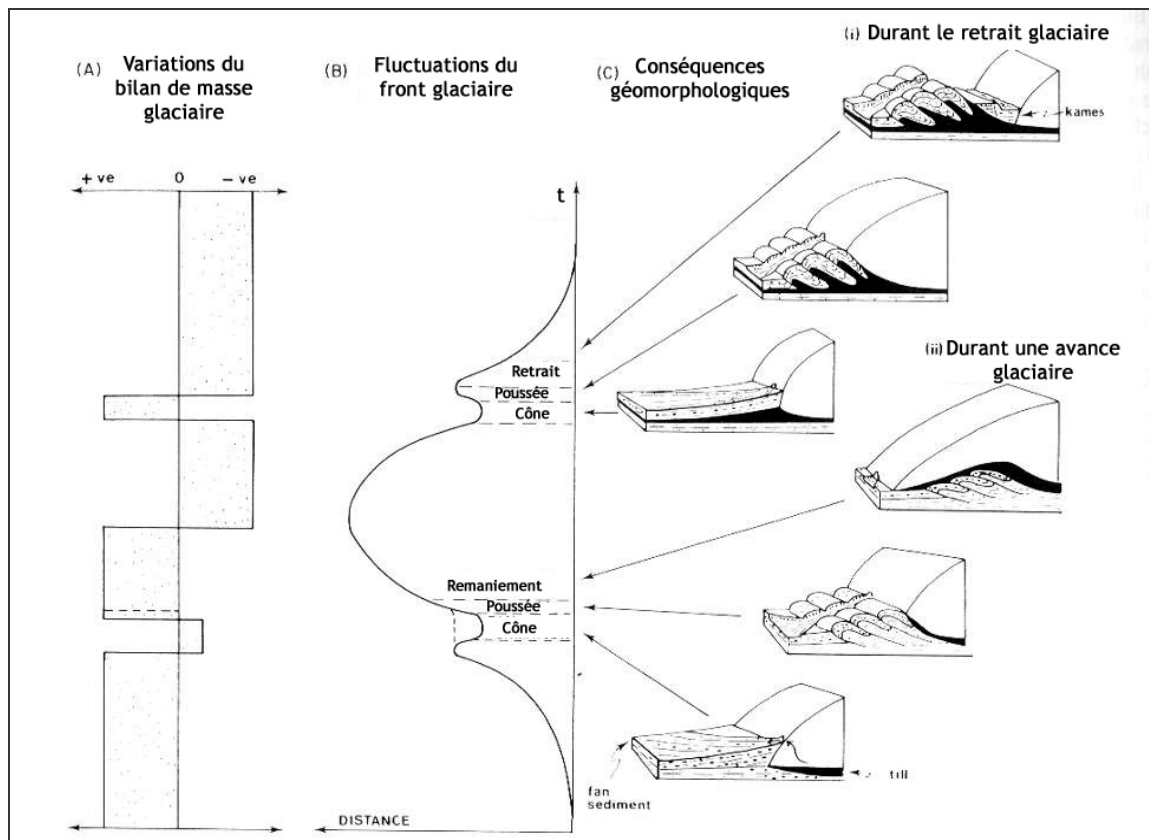 (A) Variations du
bilan de masse
glaciaire
(B) Fluctuations du
front glaciaire
(C) Conséquences
géomorphologiques
(i) Durant le retrait glaciaire
kames
+ ve 0 - ve
t
Retrait
Poussée
Cône
(ii) Durant une avance
glaciaire
Remaniement
Poussée
Cône
fan
sediment
till
DISTANCE